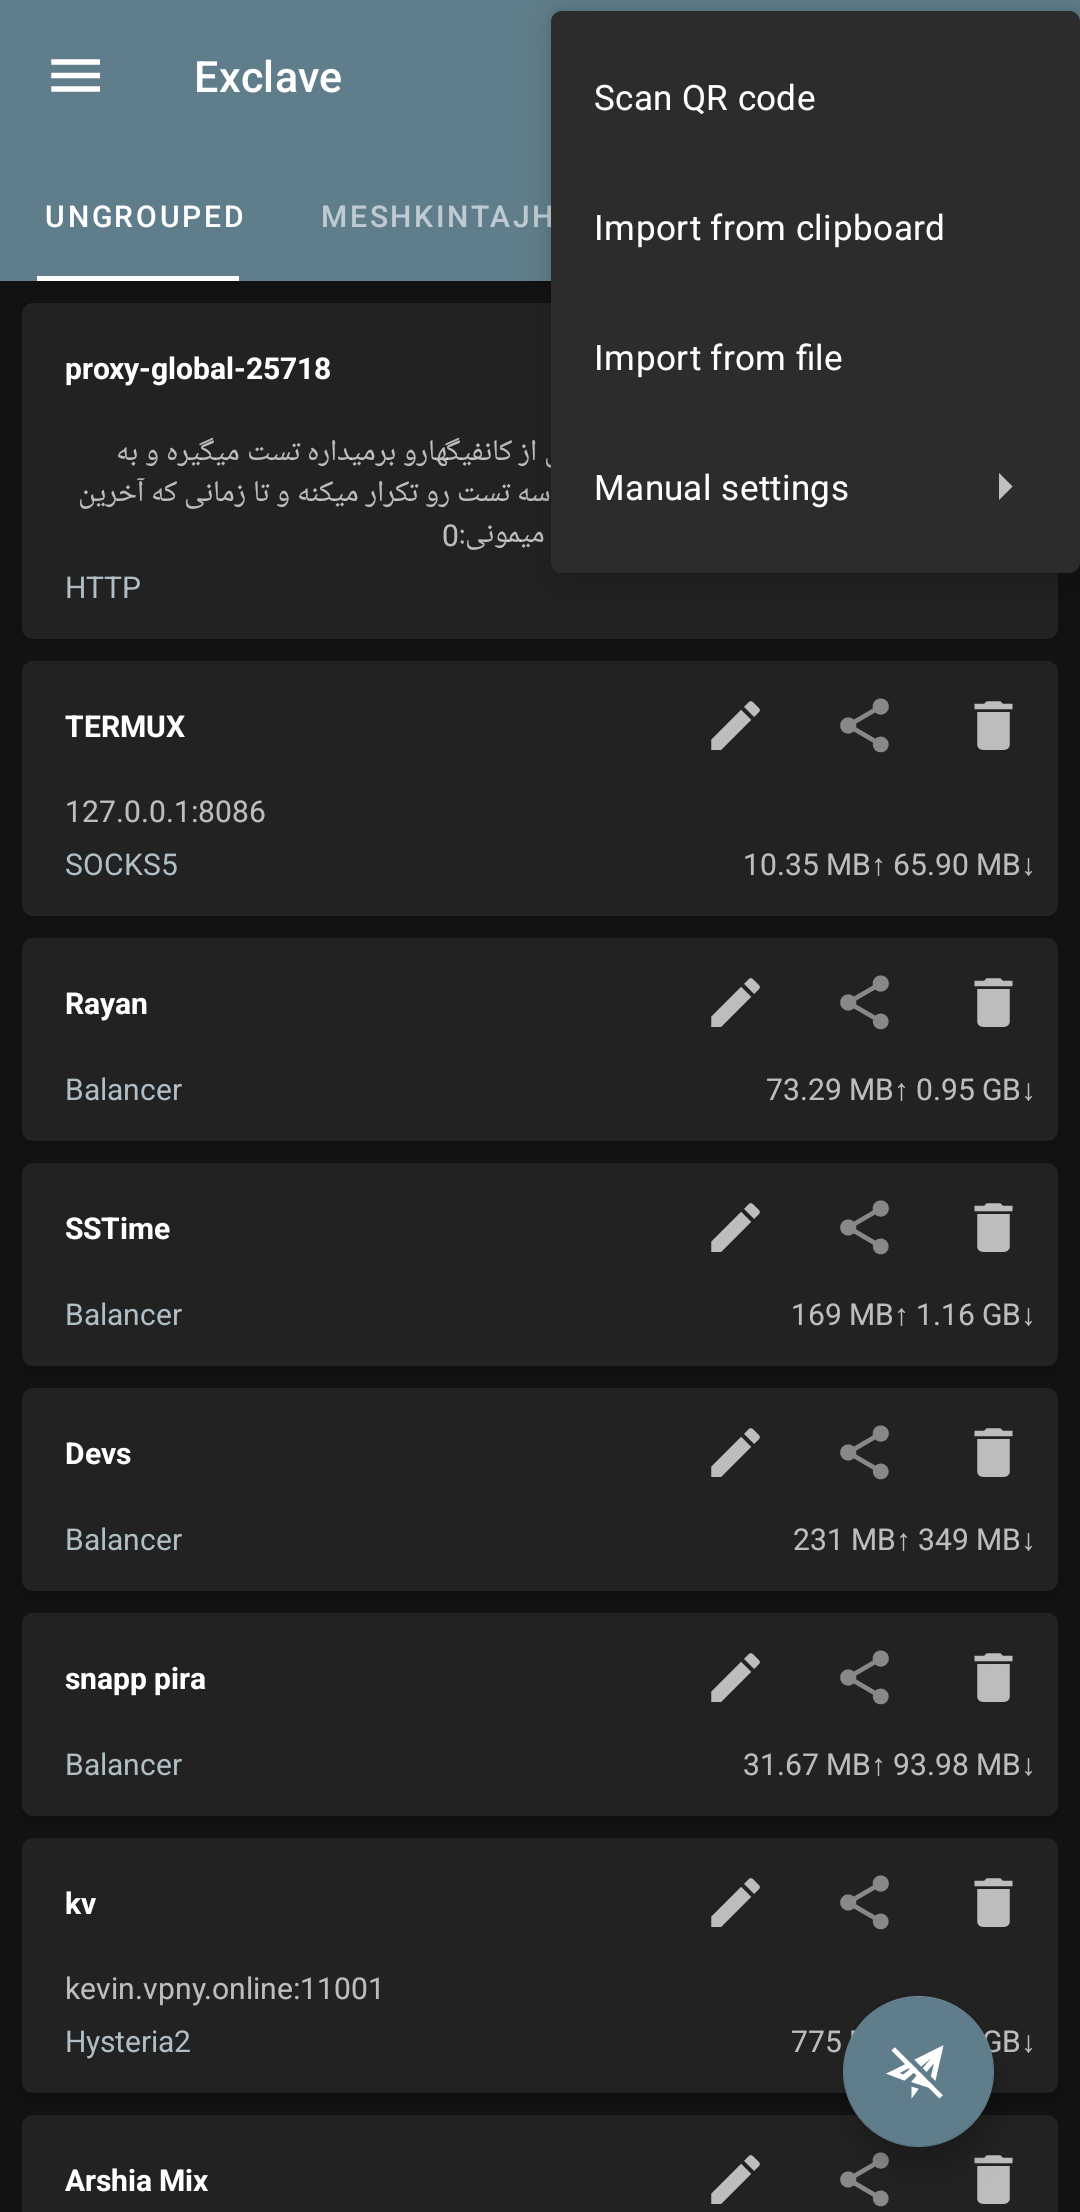 Exclave
Scan QR code
Import from clipboard
Import from file
Manual settings
UNGROUPED
MESHKINTAJH
proxy-global-25718
از کانفیگهارو برمیداره تست میگیره و به
سه تست رو تکرار میکنه و تا زمانی که آخرین
میمونی:0
HTTP
TERMUX
127.0.0.1:8086
SOCKS5
10.35 MB↑ 65.90 MB↓
Rayan
Balancer
73.29 MB↑ 0.95 GB↓
SSTime
Balancer
169 MB↑ 1.16 GB↓
Devs
Balancer
231 MB↑ 349 MB↓
snapp pira
Balancer
31.67 MB↑ 93.98 MB↓
kv
kevin.vpny.online:11001
Hysteria2
775 GB↓
Arshia Mix